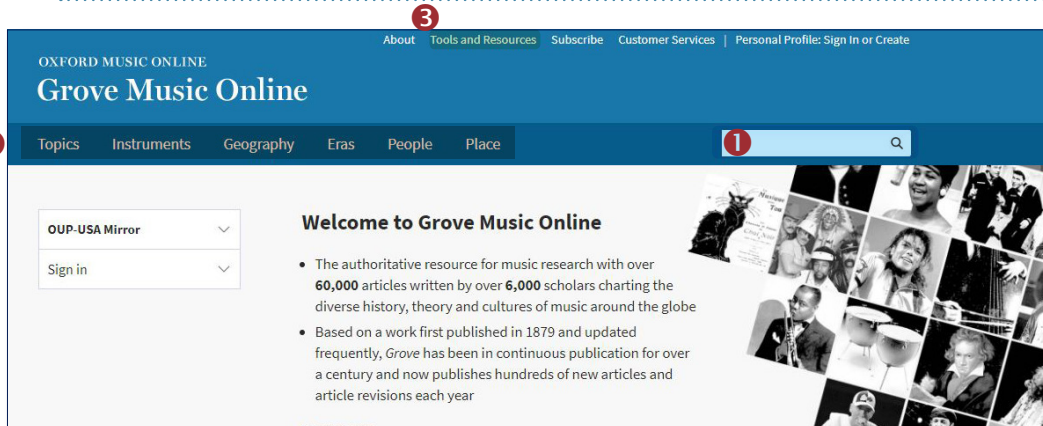 3
About Tools and Resources Subscribe Customer Services | Personal Profile: Sign In or Create
OXFORD MUSIC ONLINE
Grove Music Online
Topics Instruments Geography Eras People Place
1
OUP-USA Mirror
Sign in
Welcome to Grove Music Online
• The authoritative resource for music research with over
60,000 articles written by over 6,000 scholars charting the
diverse history, theory and cultures of music around the globe
• Based on a work first published in 1879 and updated
frequently, Grove has been in continuous publication for over
a century and now publishes hundreds of new articles and
article revisions each year